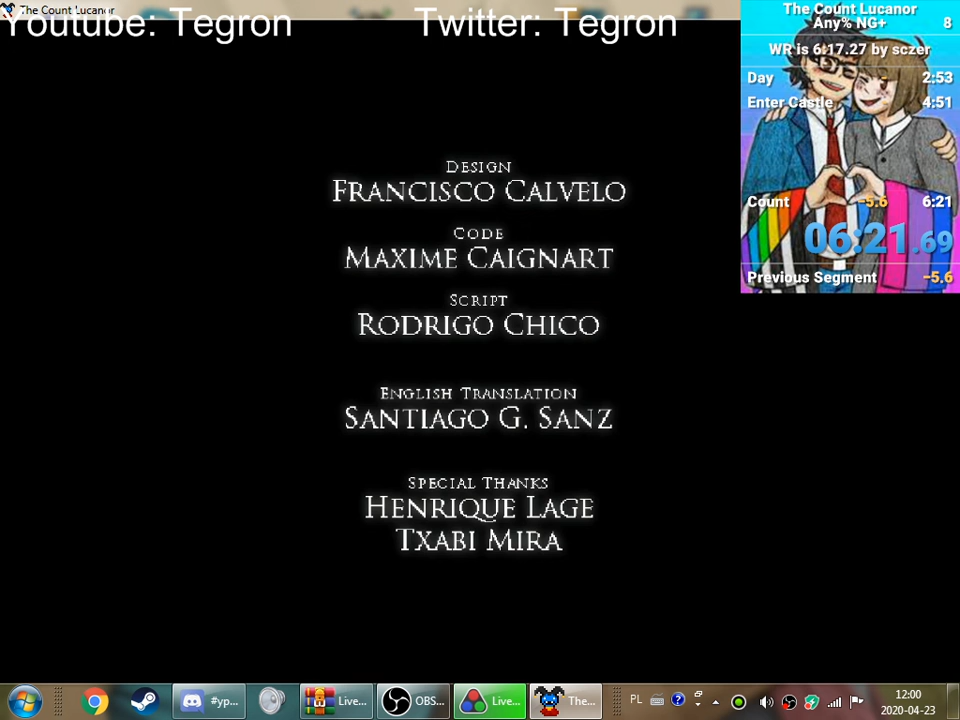 The Count Lucanor
Youtube: Tegron
Twitter: Tegron
The Count Lucanor
Any% NG+ 8
WR is 6.17.27 by sczer
Day - 2:53
Enter Castle 4:51
Count -5.6 6:21
06:21.69
Previous Segment -5.6
DESIGN
FRANCISCO CALVELO
CODE
MAXIME CAIGNART
SCRIPT
RODRIGO CHICO
ENGLISH TRANSLATION
SANTIAGO G. SANZ
SPECIAL THANKS
HENRIQUE LAGE
TXABI MIRA
#yp...
Live...
OBS...
Live...
The...
PL
12:00
2020-04-23